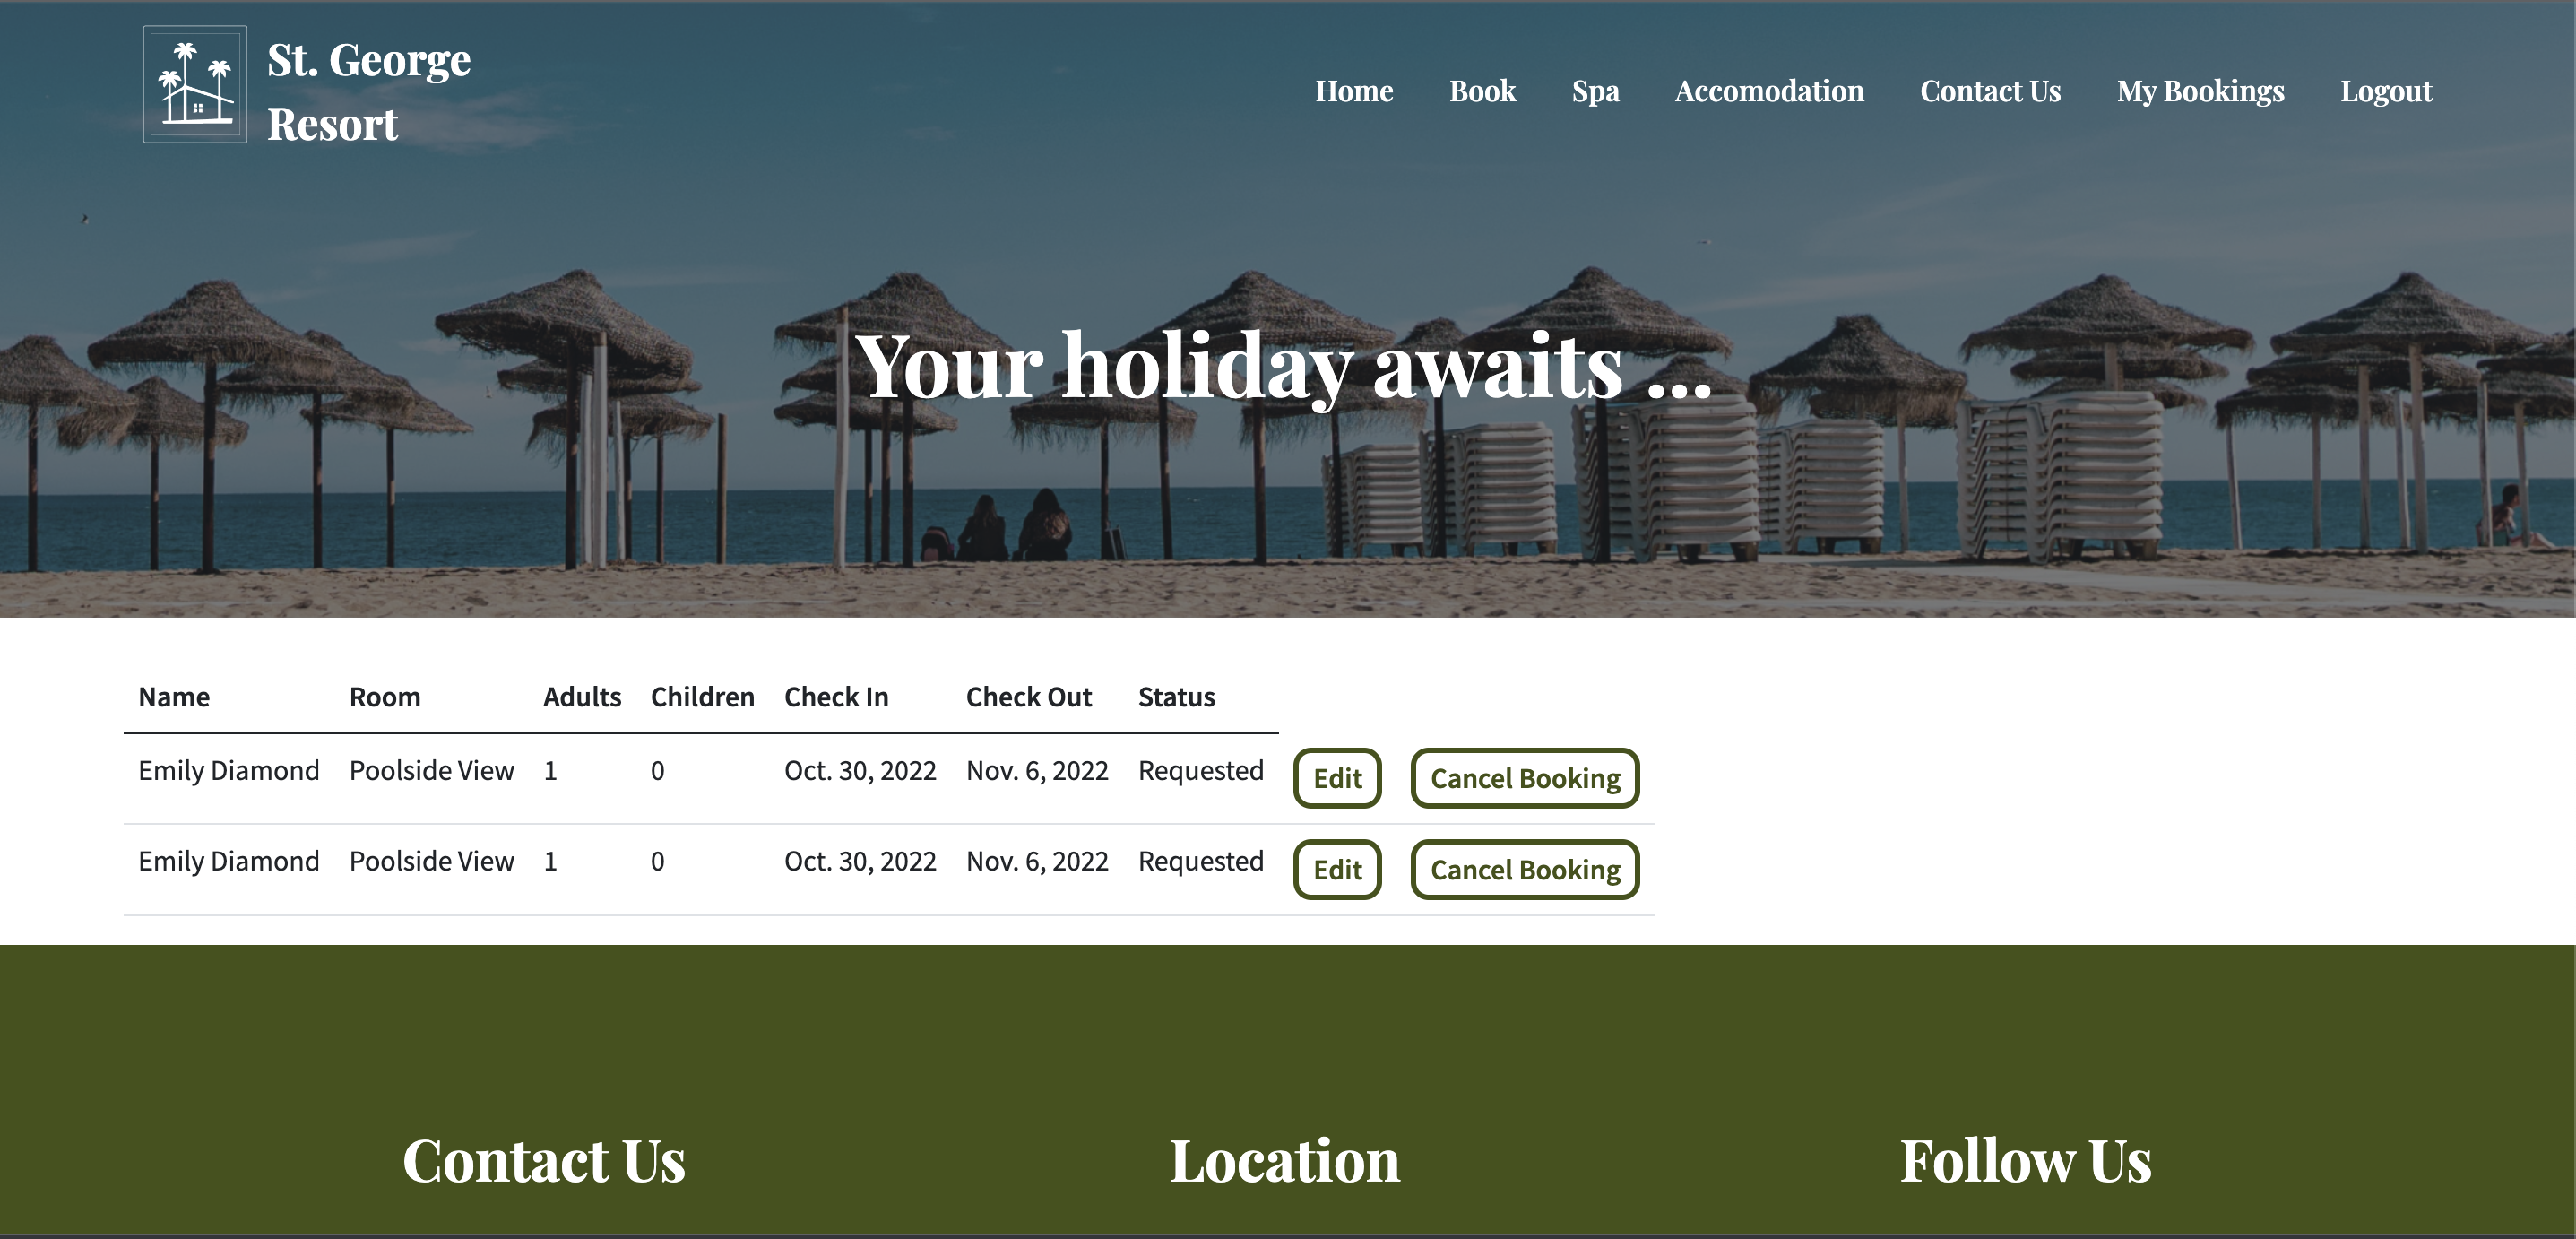 St. George
Resort
Home Book Spa Accomodation Contact Us My Bookings Logout
Your holiday awaits ...
Name Room Adults Children Check In Check Out Status
Emily Diamond Poolside View 1 0 Oct. 30, 2022 Nov. 6, 2022 Requested Edit Cancel Booking
Emily Diamond Poolside View 1 0 Oct. 30, 2022 Nov. 6, 2022 Requested Edit Cancel Booking
Contact Us Location Follow Us